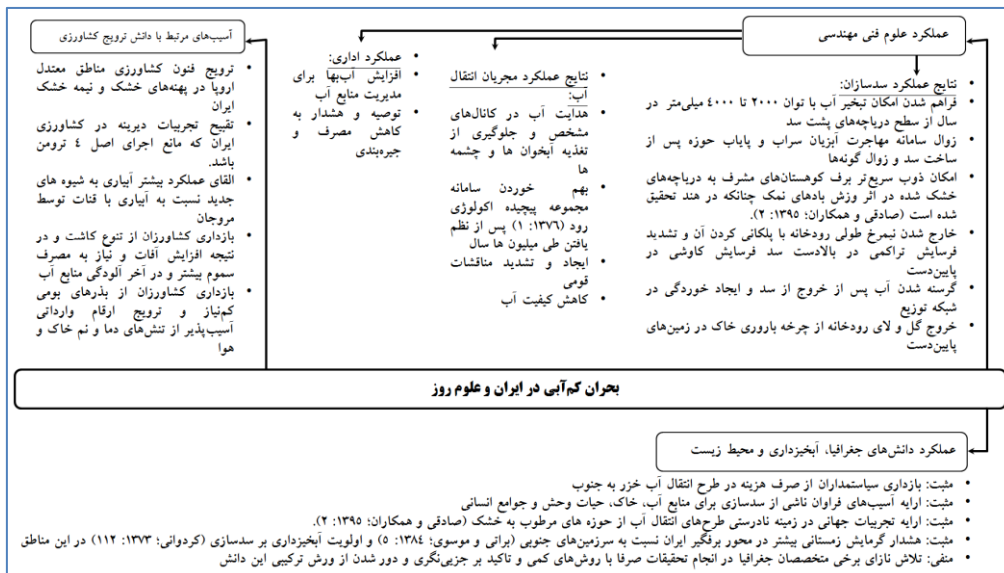 عملکرد علوم فنی مهندسی
نتایج عملکرد سدسازان:
فراهم شدن امکان تبخیر آب با توان ۲۰۰۰ تا ۴۰۰۰ میلی‌متر در
سال از سطح دریاچه‌های پشت سد
زوال سامانه مهاجرت آبزیان سراب و پایاب حوزه پس از
ساخت سد و زوال گونه‌ها
امکان ذوب سریع‌تر برف کوهستان‌های مشرف به دریاچه‌های
خشک شده در اثر وزش بادهای نمک چنانکه در هند تحقیق
شده است (صادقی و همکاران؛ ۱۳۹۵: ۲).
خارج شدن نیمرخ طولی رودخانه با پلکانی کردن آن و تشدید
فرسایش تراکمی در بالادست سد فرسایش کاوشی در
پایین‌دست
گرسنه شدن آب پس از خروج از سد و ایجاد خوردگی در
شبکه توزیع
خروج گل و لای رودخانه از چرخه باروری خاک در زمین‌های
پایین‌دست
نتایج عملکرد مجریان انتقال
آب:
هدایت آب در کانال‌های
مشخص و جلوگیری از
تغذیه آبخوان ها و چشمه
ها
بهم خوردن سامانه
مجموعه پیچیده اکولوژی
رود (۱۳۷۶: ۱) پس از نظم
یافتن طی میلیون ها سال
ایجاد و تشدید مناقشات
قومی
کاهش کیفیت آب
عملکرد اداری:
افزایش آب‌بها برای
مدیریت منابع آب
توصیه و هشدار به
کاهش مصرف و
جیره‌بندی
آسیب‌های مرتبط با دانش ترویج کشاورزی
ترویج فنون کشاورزی مناطق معتدل
اروپا در پهنه‌های خشک و نیمه خشک
ایران
تقبیح تجربیات دیرینه در کشاورزی
ایران که مانع اجرای اصل ۴ ترومن
باشد.
القای عملکرد بیشتر آبیاری به شیوه های
جدید نسبت به آبیاری با قنات توسط
مروجان
بازداری کشاورزان از تنوع کاشت و در
نتیجه افزایش آفات و نیاز به مصرف
سموم بیشتر و در آخر آلودگی منابع آب
بازداری کشاورزان از بذرهای بومی
کم‌نیاز و ترویج ارقام وارداتی
آسیب‌پذیر از تنش‌های دما و نم خاک و
هوا
بحران کم‌آبی در ایران و علوم روز
عملکرد دانش‌های جغرافیا، آبخیزداری و محیط زیست
مثبت: بازداری سیاستمداران از صرف هزینه در طرح انتقال آب خزر به جنوب
مثبت: ارایه آسیب‌های فراوان ناشی از سدسازی برای منابع آب، خاک، حیات وحش و جوامع انسانی
مثبت: ارایه تجربیات جهانی در زمینه نادرستی طرح‌های انتقال آب از حوزه های مرطوب به خشک (صادقی و همکاران؛ ۱۳۹۵: ۲).
مثبت: هشدار گرمایش زمستانی بیشتر در محور برفگیر ایران نسبت به سرزمین‌های جنوبی (براتی و موسوی؛ ۱۳۸۴: ۵) و اولویت آبخیزداری بر سدسازی (کردوانی؛ ۱۳۷۳: ۱۱۲) در این مناطق
منفی: تلاش نازای برخی متخصصان جغرافیا در انجام تحقیقات صرفا با روش‌های کمی و تاکید بر جزیی‌نگری و دور شدن از ورش ترکیبی این دانش